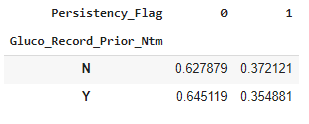 Persistency_Flag 0 1
Gluco_Record_Prior_Ntm
N 0.627879 0.372121
Y 0.645119 0.354881